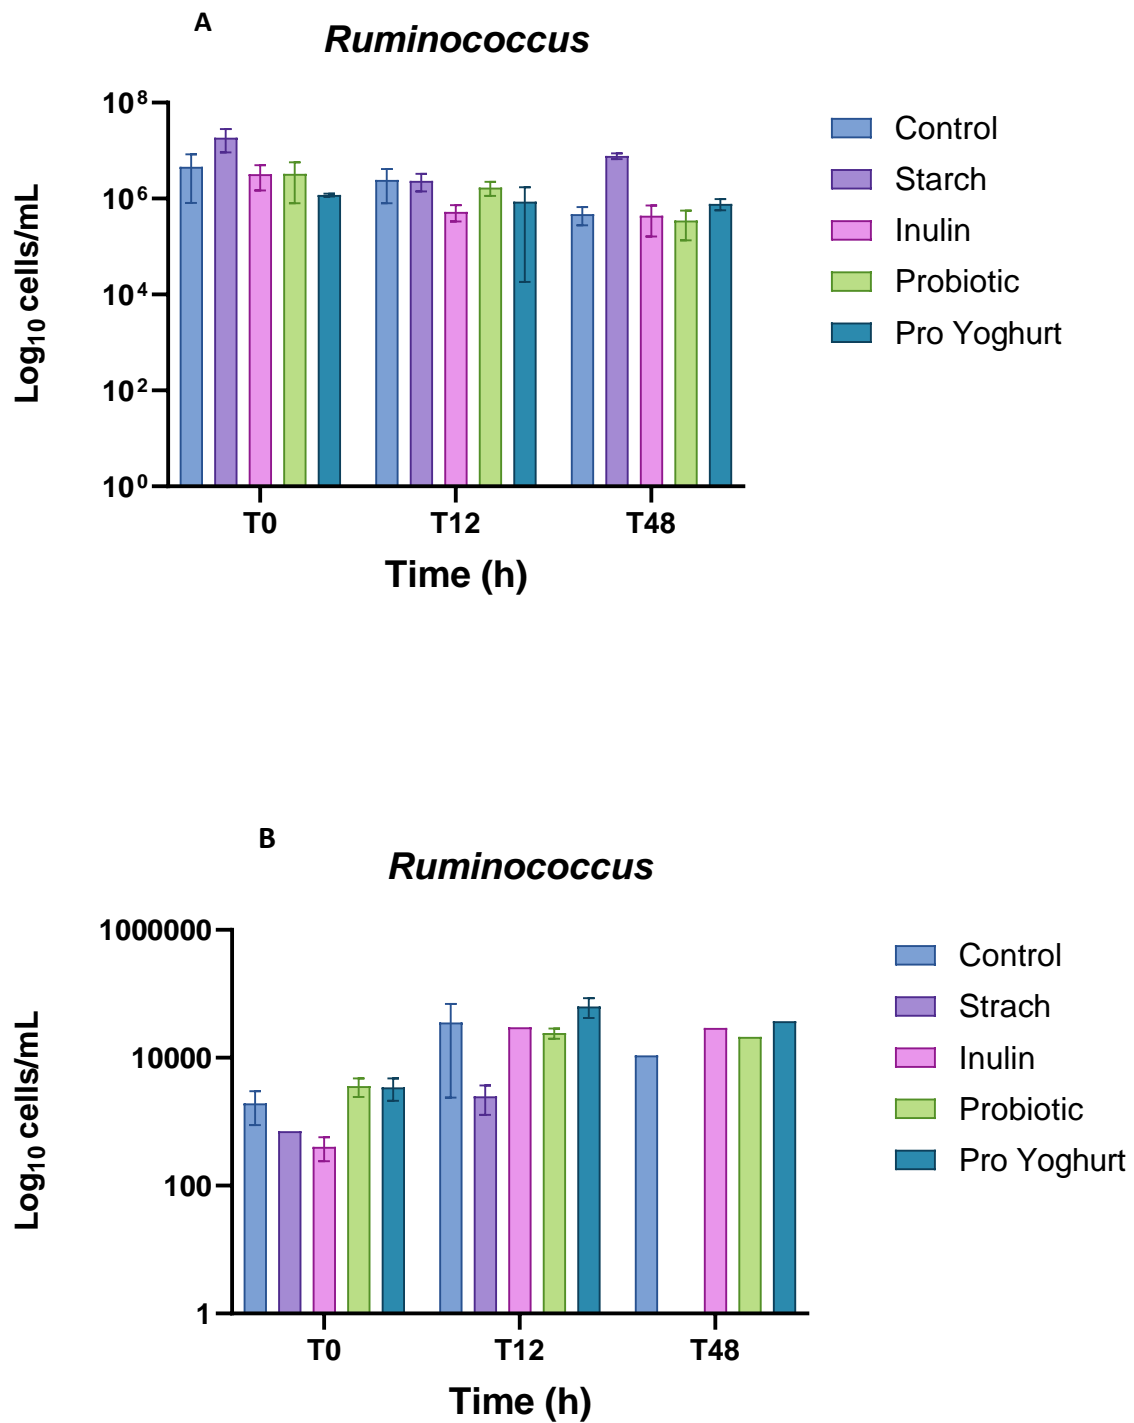 A
Ruminococcus
Log₁₀ cells/mL
10⁸
10⁶
10⁴
10²
10⁰
T0
T12
T48
Time (h)
Control
Starch
Inulin
Probiotic
Pro Yoghurt
B
Ruminococcus
Log₁₀ cells/mL
1000000
10000
100
1
T0
T12
T48
Time (h)
Control
Strach
Inulin
Probiotic
Pro Yoghurt